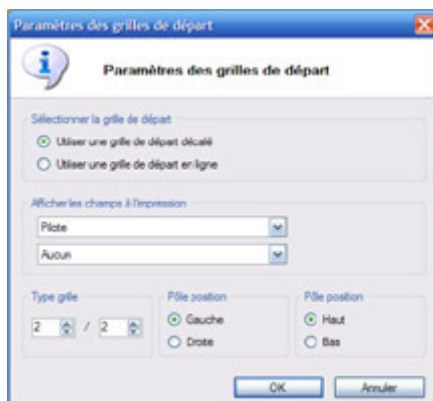 Paramètres des grilles de départ
Paramètres des grilles de départ
Sélectionner la grille de départ
Utiliser une grille de départ décalé
Utiliser une grille de départ en ligne
Afficher les champs à l'impression
Pilote
Aucun
Type grille
2 / 2
Pôle position
Gauche
Droite
Pôle position
Haut
Bas
OK
Annuler